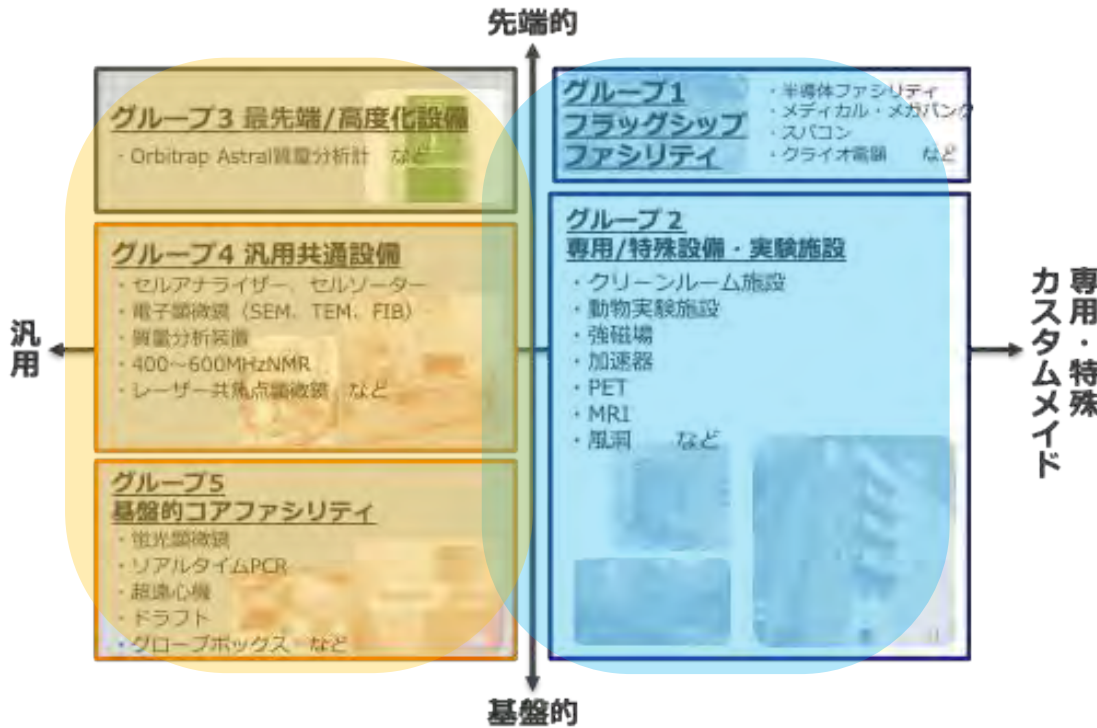 先端的
グループ3 最先端/高度化設備
・Orbitrap Astral質量分析計 など
グループ1
フラッグシップ
ファシリティ
・半導体ファシリティ
・メディカル・メガバンク
・スパコン
・クライオ電顕 など
グループ4 汎用共通設備
・セルアナライザー、セルソーター
・電子顕微鏡（SEM、TEM、FIB）
・質量分析装置
・400～600MHzNMR
・レーザー共焦点顕微鏡 など
グループ2
専用/特殊設備・実験施設
・クリーンルーム施設
・動物実験施設
・強磁場
・加速器
・PET
・MRI
・風洞 など
汎用
専用・特殊
カスタムメイド
グループ5
基盤的コアファシリティ
・蛍光顕微鏡
・リアルタイムPCR
・超遠心機
・ドラフト
・グローブボックス など
基盤的